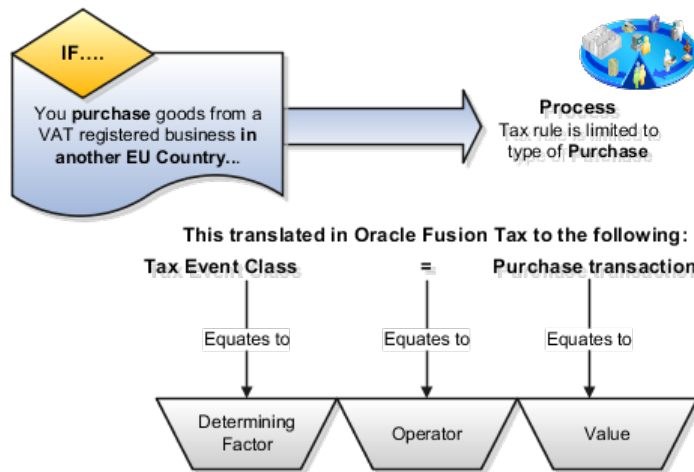 IF....
You purchase goods from a
VAT registered business in
another EU Country...
Process
Tax rule is limited to
type of Purchase
This translated in Oracle Fusion Tax to the following:
Tax Event Class = Purchase transaction
Equates to Equates to Equates to
Determining
Factor
Operator
Value